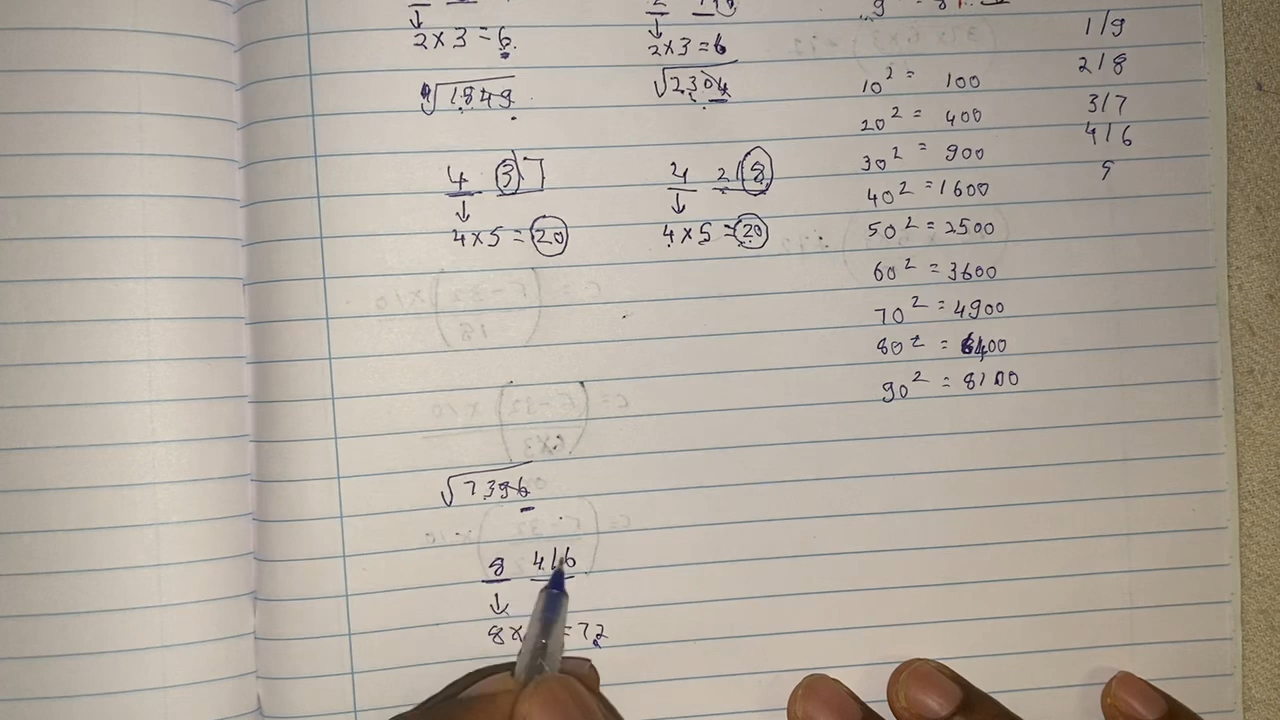 2 × 3 = 6
√1849
4 3/7
↓
4 × 5 = 20
2 × 3 = 6
√2304
4 2/8
↓
4 × 5 = 20
10² = 100
20² = 400
30² = 900
40² = 1600
50² = 2500
60² = 3600
70² = 4900
80² = 6400
90² = 8100
1/9
2/8
3/7
4/6
5
√7396
8 4/6
↓
8 × = 72